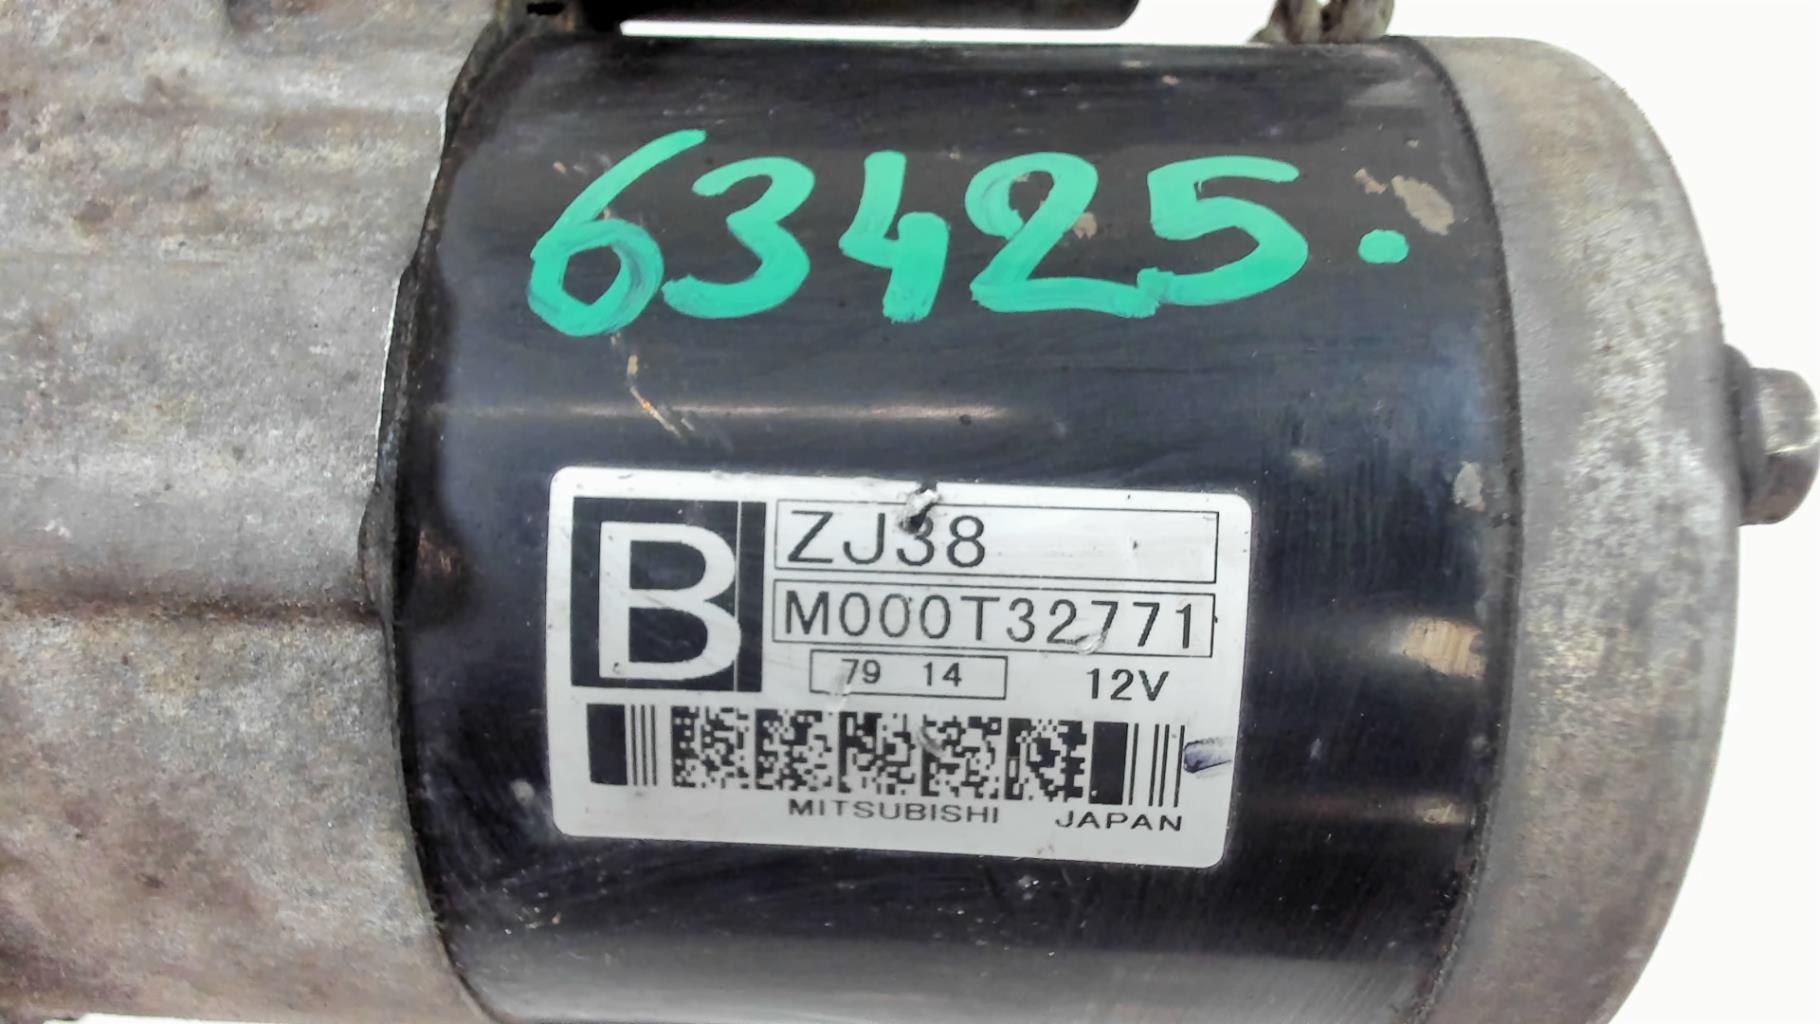 63425.
B
ZJ38
M000T32771
79 14
12V
MITSUBISHI JAPAN